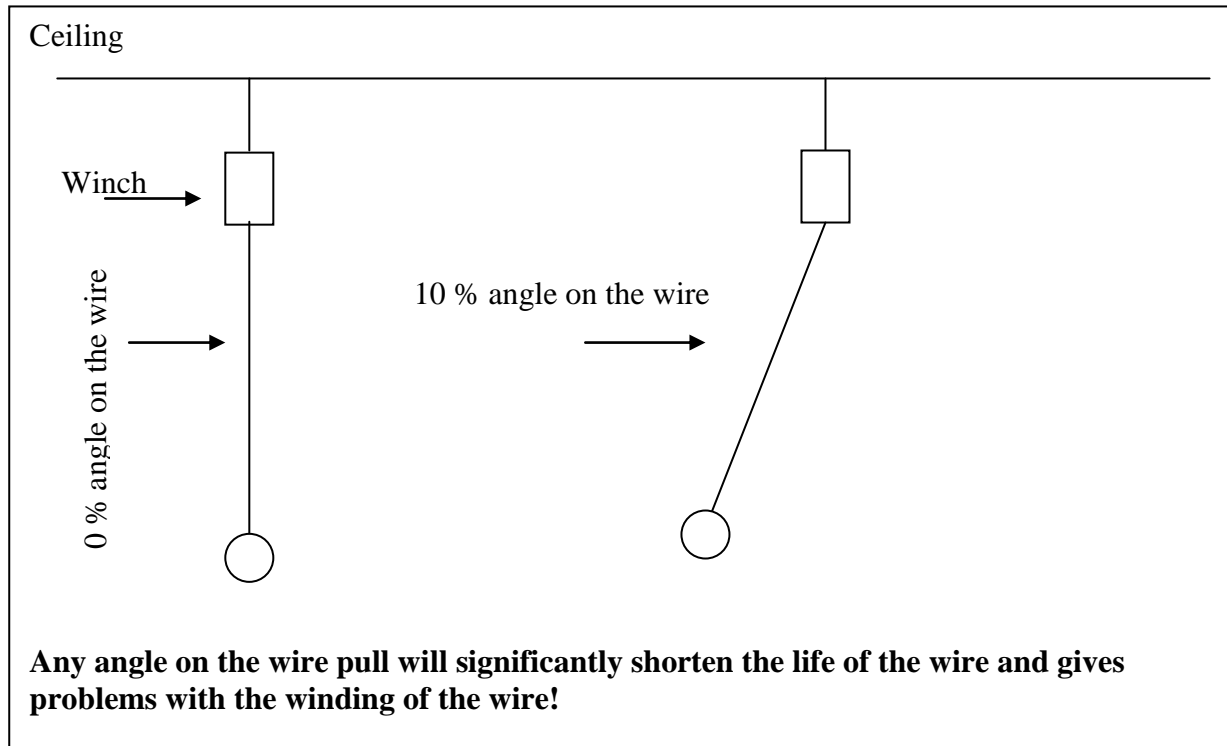 Ceiling
Winch
0 % angle on the wire
10 % angle on the wire
Any angle on the wire pull will significantly shorten the life of the wire and gives
problems with the winding of the wire!